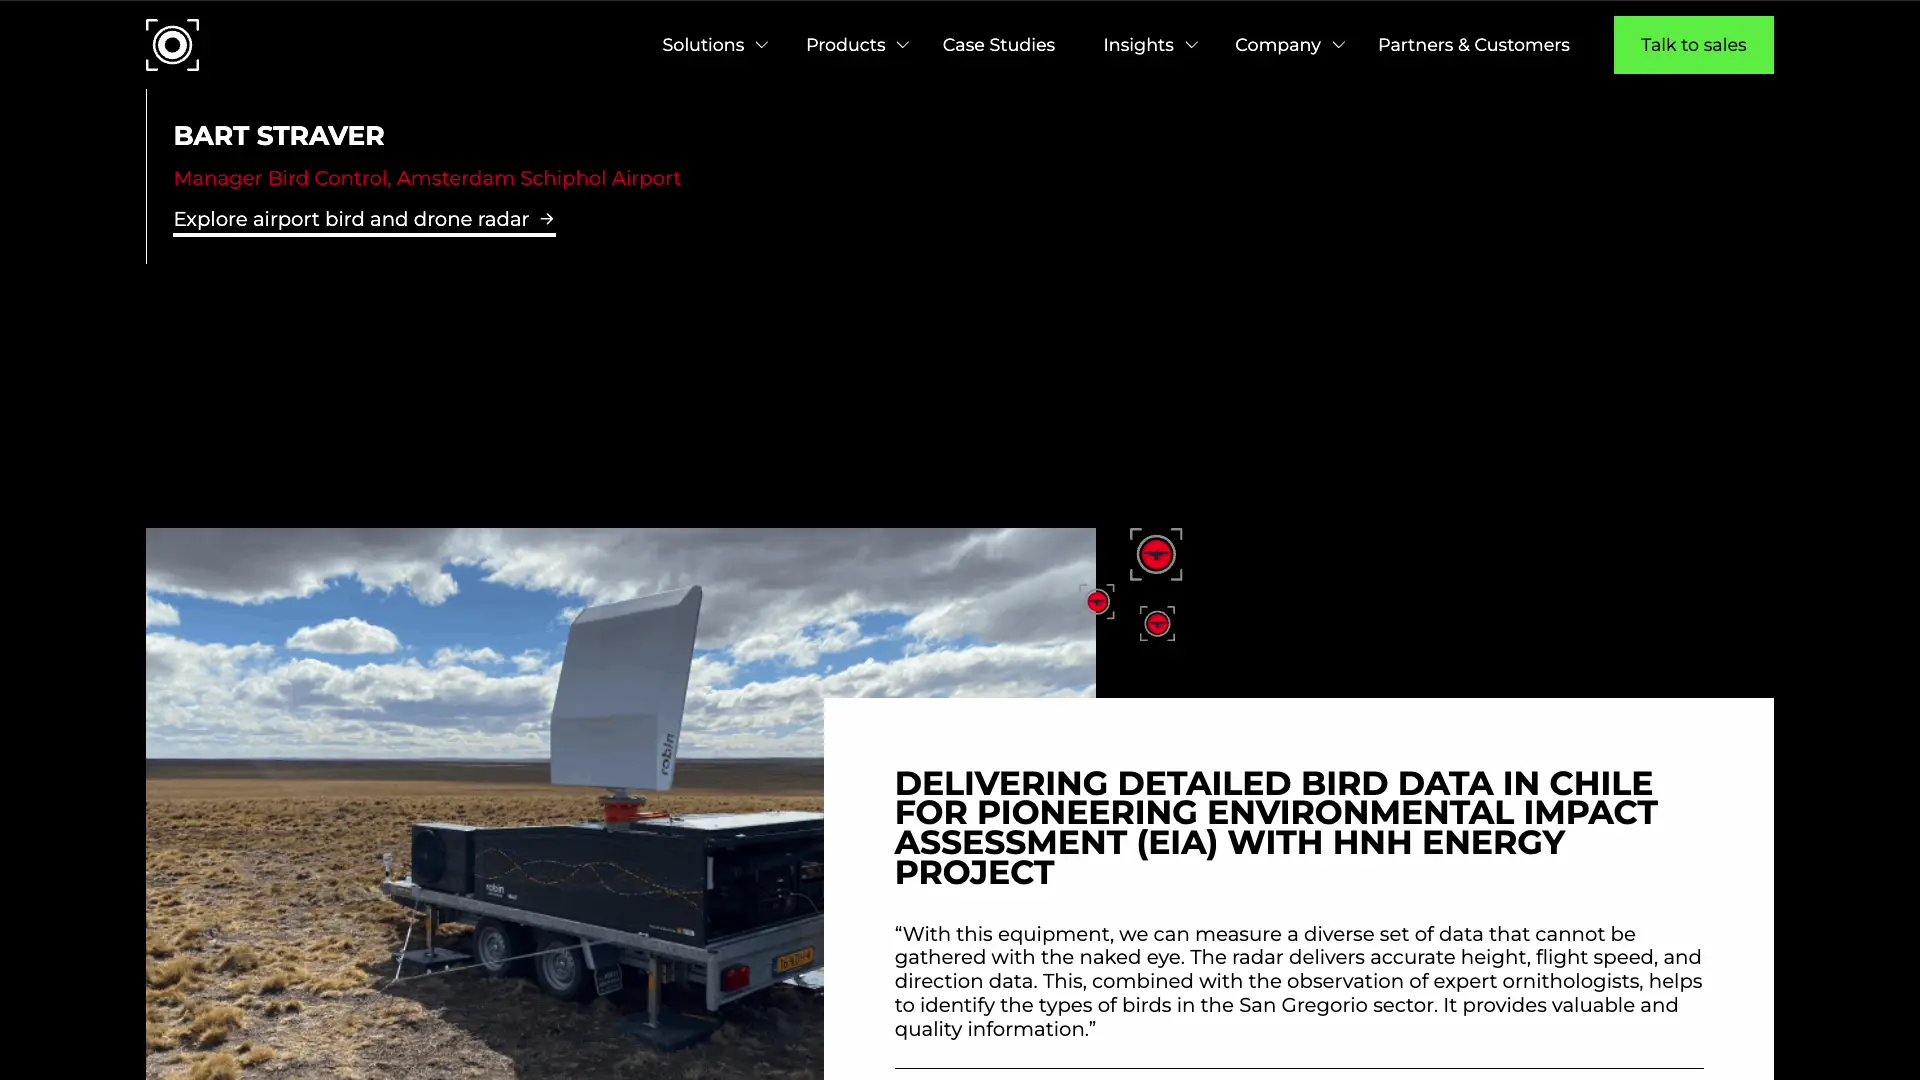 Solutions
Products
Case Studies
Insights
Company
Partners & Customers
Talk to sales
BART STRAVER
Manager Bird Control, Amsterdam Schiphol Airport
Explore airport bird and drone radar →
robin
robin
DELIVERING DETAILED BIRD DATA IN CHILE
FOR PIONEERING ENVIRONMENTAL IMPACT
ASSESSMENT (EIA) WITH HNH ENERGY
PROJECT
“With this equipment, we can measure a diverse set of data that cannot be
gathered with the naked eye. The radar delivers accurate height, flight speed, and
direction data. This, combined with the observation of expert ornithologists, helps
to identify the types of birds in the San Gregorio sector. It provides valuable and
quality information.”